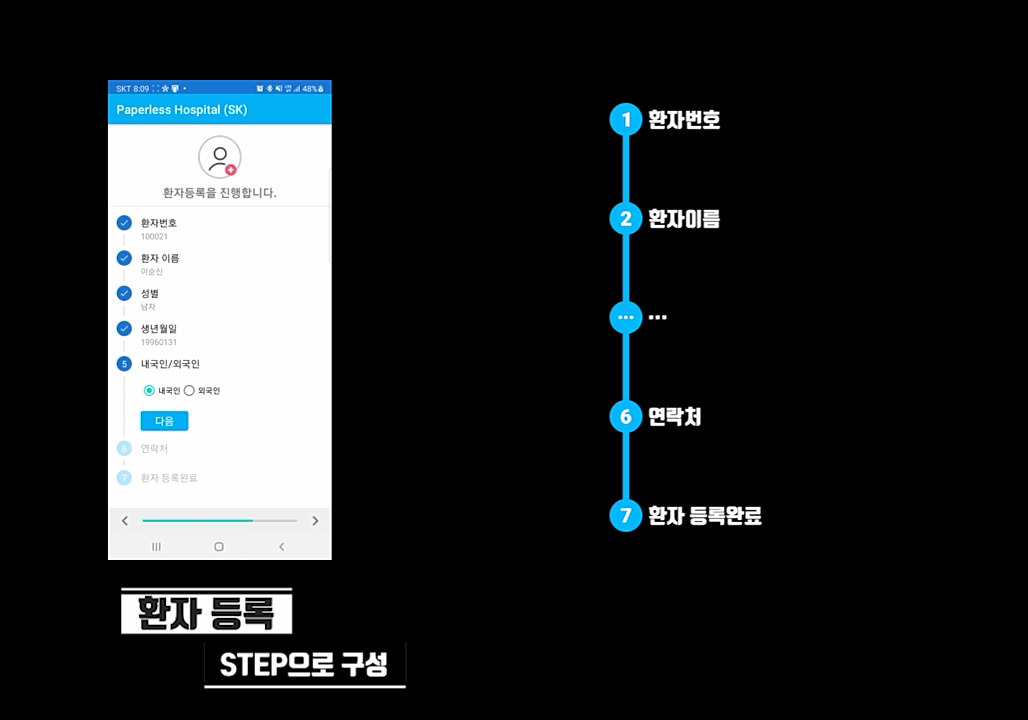 SKT 8:09
48%
Paperless Hospital (SK)
환자등록을 진행합니다.
환자번호
100021
환자 이름
이순신
성별
남자
생년월일
19960131
5 내국인/외국인
내국인 외국인
다음
6 연락처
7 환자 등록완료
환자 등록
STEP으로 구성
1 환자번호
2 환자이름
... ...
6 연락처
7 환자 등록완료